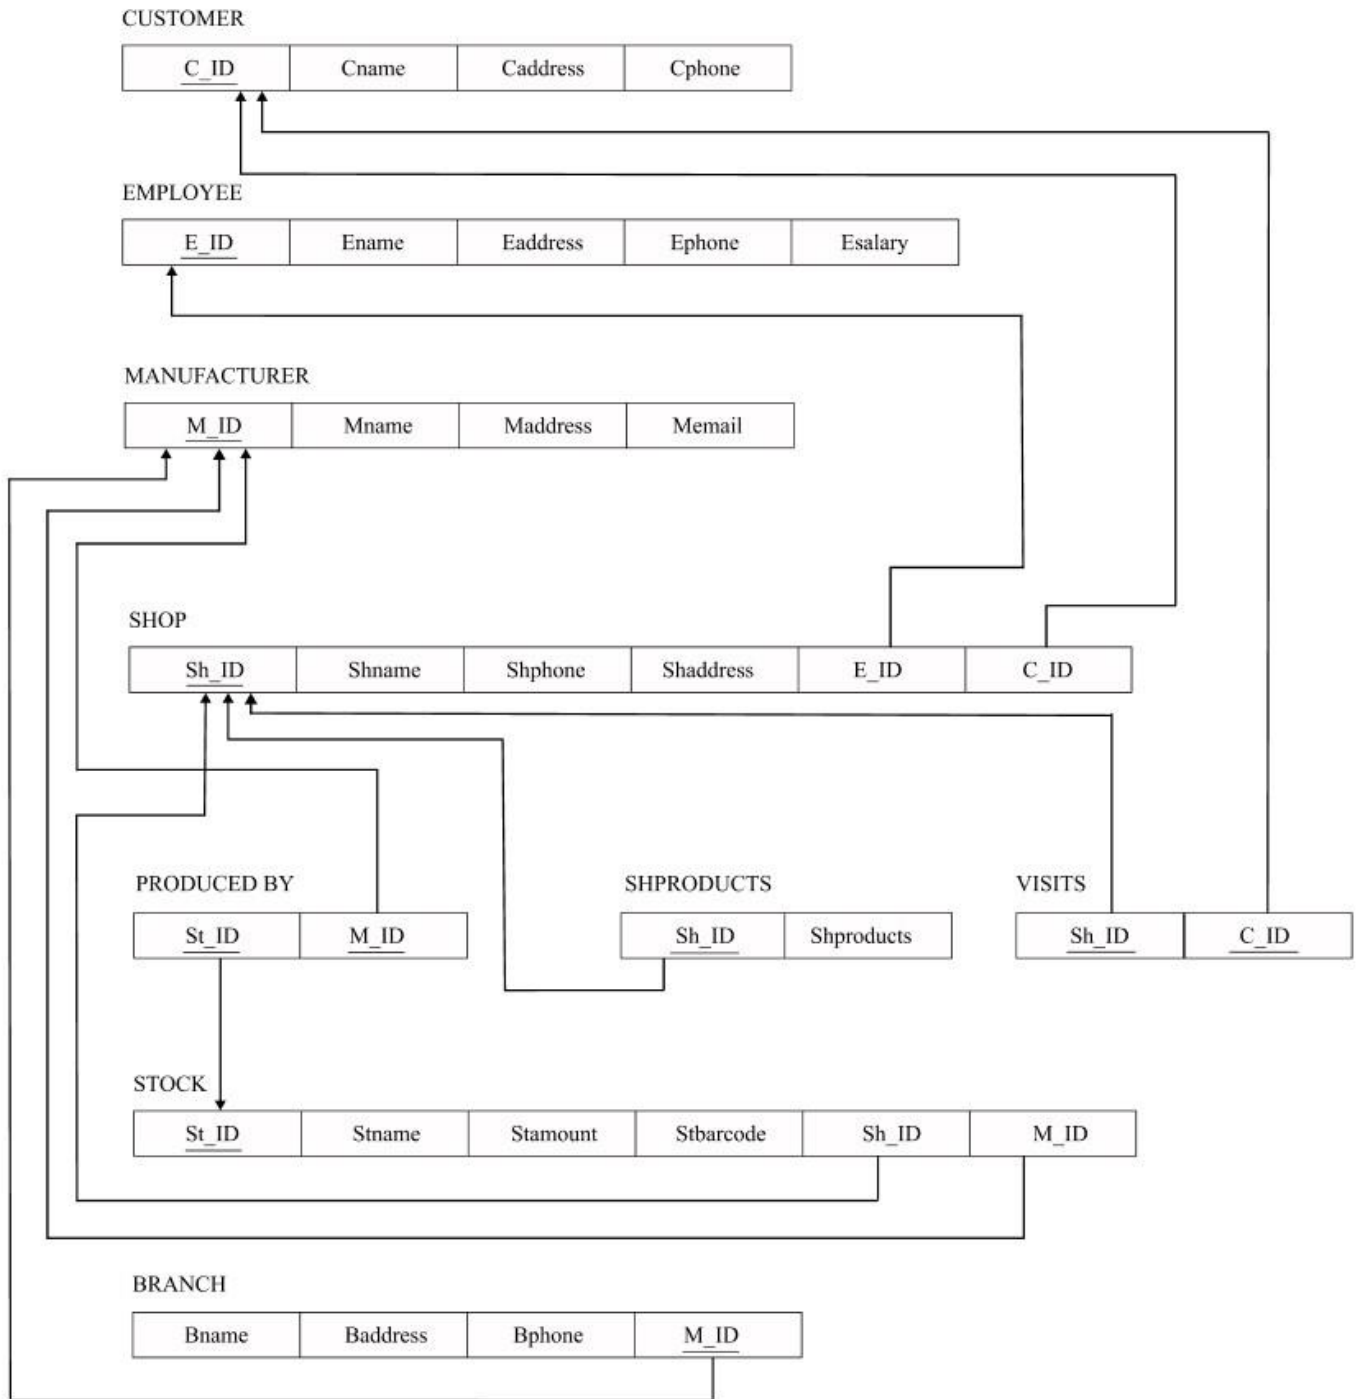 CUSTOMER
C_ID Cname Caddress Cphone
EMPLOYEE
E_ID Ename Eaddress Ephone Esalary
MANUFACTURER
M_ID Mname Maddress Memail
SHOP
Sh_ID Shname Shphone Shaddress E_ID C_ID
PRODUCED BY SHPRODUCTS VISITS
St_ID M_ID Sh_ID Shproducts Sh_ID C_ID
STOCK
St_ID Stname Stamount Stbarcode Sh_ID M_ID
BRANCH
Bname Baddress Bphone M_ID